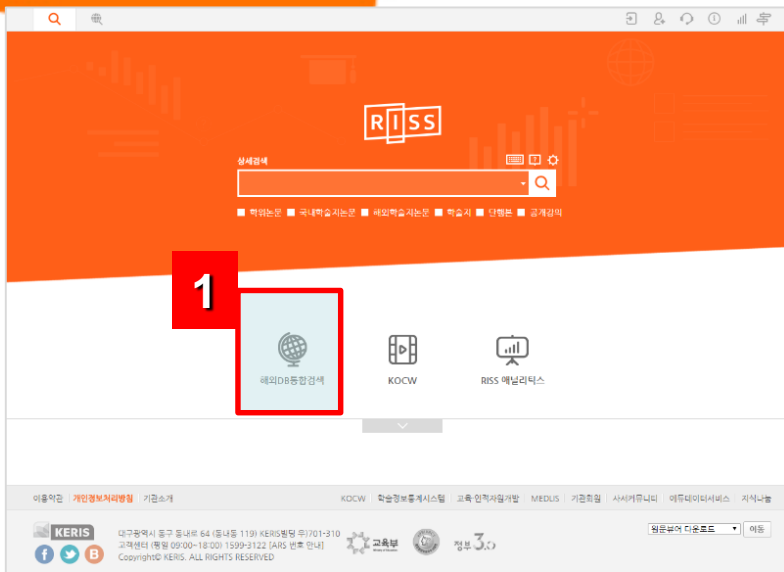 RISS
상세검색
학위논문 국내학술지논문 해외학술지논문 학술지 단행본 공개강의
1
해외DB통합검색 KOCW RISS 애널리틱스
이용약관 개인정보처리방침 기관소개 KOCW 학술정보통계시스템 교육·인적자원개발 MEDLIS 기관회원 사서커뮤니티 에듀데이터서비스 지식나눔
KERIS
대구광역시 동구 동내로 64 (동내동 1119) KERIS빌딩 우)701-310
고객센터 (평일 09:00~18:00) 1599-3122 [ARS 번호 안내]
Copyright© KERIS. ALL RIGHTS RESERVED
교육부
정부3.0
원문뷰어 다운로드 이동